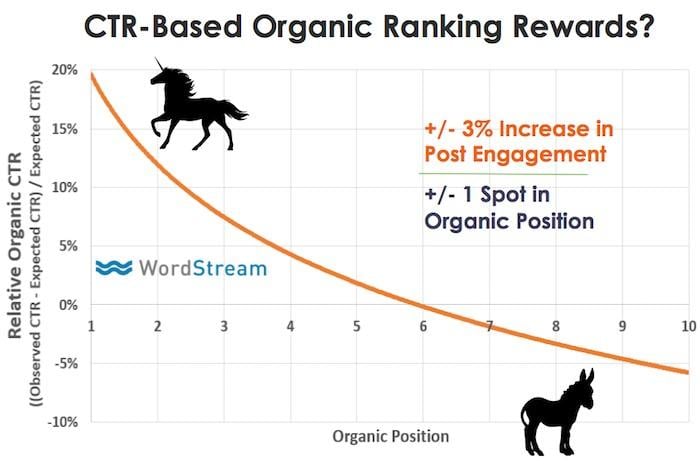 CTR-Based Organic Ranking Rewards?
Relative Organic CTR
((Observed CTR - Expected CTR) / Expected CTR)
20%
15%
10%
5%
0%
-5%
-10%
+/- 3% Increase in
Post Engagement
+/- 1 Spot in
Organic Position
WordStream
1 2 3 4 5 6 7 8 9 10
Organic Position